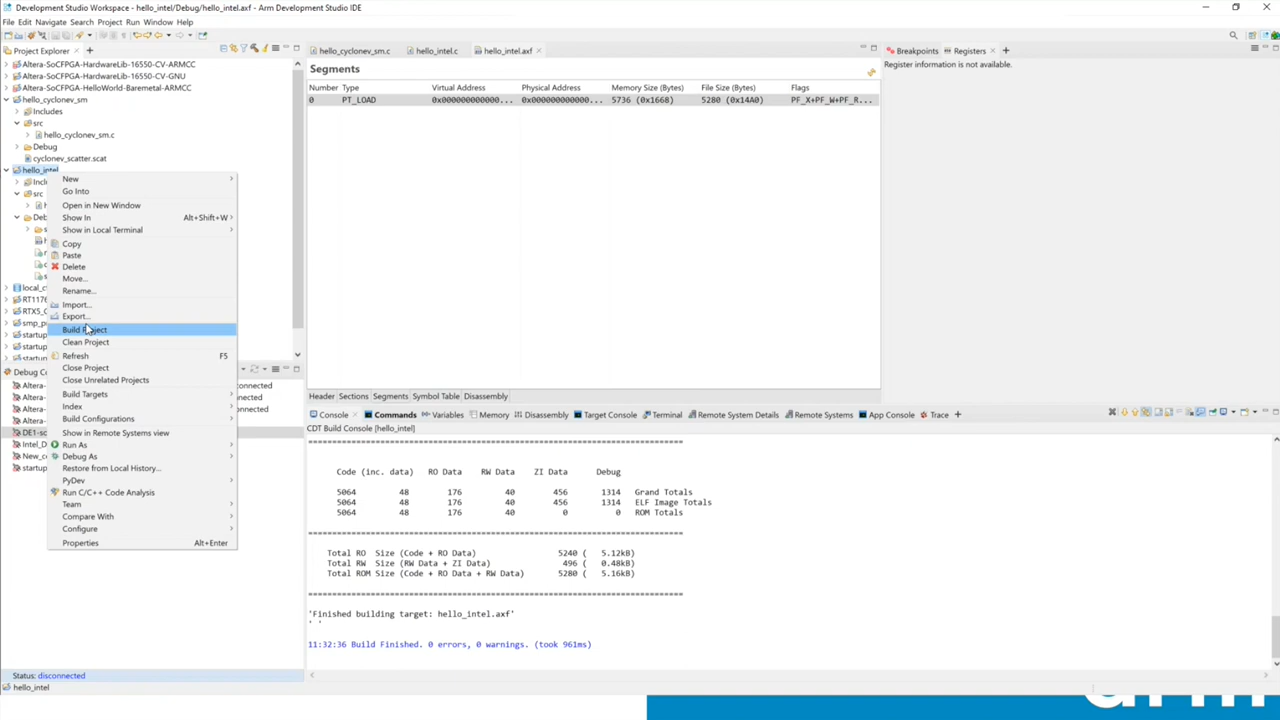 Development Studio Workspace - hello_intel/Debug/hello_intel.axf - Arm Development Studio IDE
File Edit Navigate Search Project Run Window Help
Project Explorer
Altera-SoCFPGA-HardwareLib-16550-CV-ARMCC
Altera-SoCFPGA-HardwareLib-16550-CV-GNU
Altera-SoCFPGA-HelloWorld-Baremetal-ARMCC
hello_cyclonev_sm
Includes
src
hello_cyclonev_sm.c
Debug
cyclonev_scatter.scat
hello_intel
src
New
Go Into
Open in New Window
Show In Alt+Shift+W
Show in Local Terminal
Copy
Paste
Delete
Move...
Rename...
Import...
Export...
Build Project
Clean Project
Refresh F5
Close Project
Close Unrelated Projects
Build Targets
Index
Build Configurations
Show in Remote Systems view
Run As
Debug As
Restore from Local History...
PyDev
Run C/C++ Code Analysis
Team
Compare With
Configure
Properties Alt+Enter
Status: disconnected
hello_intel
hello_cyclonev_sm.c hello_intel.c hello_intel.axf
Segments
Number Type Virtual Address Physical Address Memory Size (Bytes) File Size (Bytes) Flags
0 PT_LOAD 0x000000000000... 0x000000000000... 5736 (0x1668) 5280 (0x14A0) PF_X+PF_W+PF_R...
Header Sections Segments Symbol Table Disassembly
Breakpoints Registers
Register information is not available.
Console Commands Variables Memory Disassembly Target Console Terminal Remote System Details Remote Systems App Console Trace
CDT Build Console [hello_intel]
================================================================================
Code (inc. data) RO Data RW Data ZI Data Debug
5064 48 176 40 456 1314 Grand Totals
5064 48 176 40 456 1314 ELF Image Totals
5064 48 176 40 0 0 ROM Totals
================================================================================
Total RO Size (Code + RO Data) 5240 ( 5.12kB)
Total RW Size (RW Data + ZI Data) 496 ( 0.48kB)
Total ROM Size (Code + RO Data + RW Data) 5280 ( 5.16kB)
================================================================================
'Finished building target: hello_intel.axf'
' '
11:32:36 Build Finished. 0 errors, 0 warnings. (took 961ms)